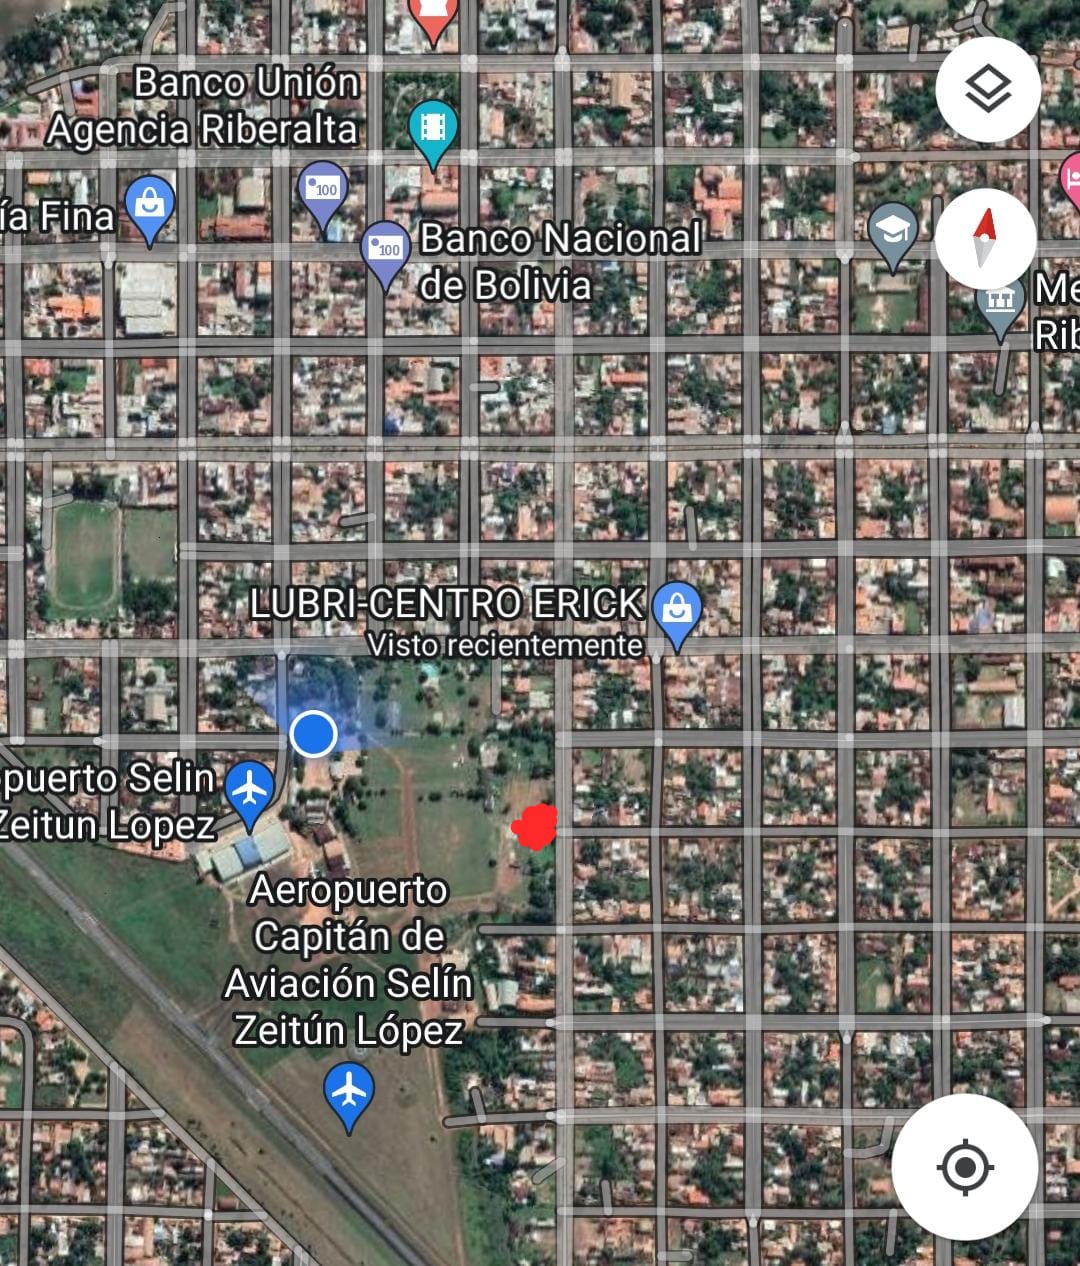 Banco Unión
Agencia Riberalta
100
ía Fina
100
Banco Nacional
de Bolivia
Me
Rib
LUBRI-CENTRO ERICK
Visto recientemente
puerto Selin
Zeitun Lopez
Aeropuerto
Capitán de
Aviación Selín
Zeitún López